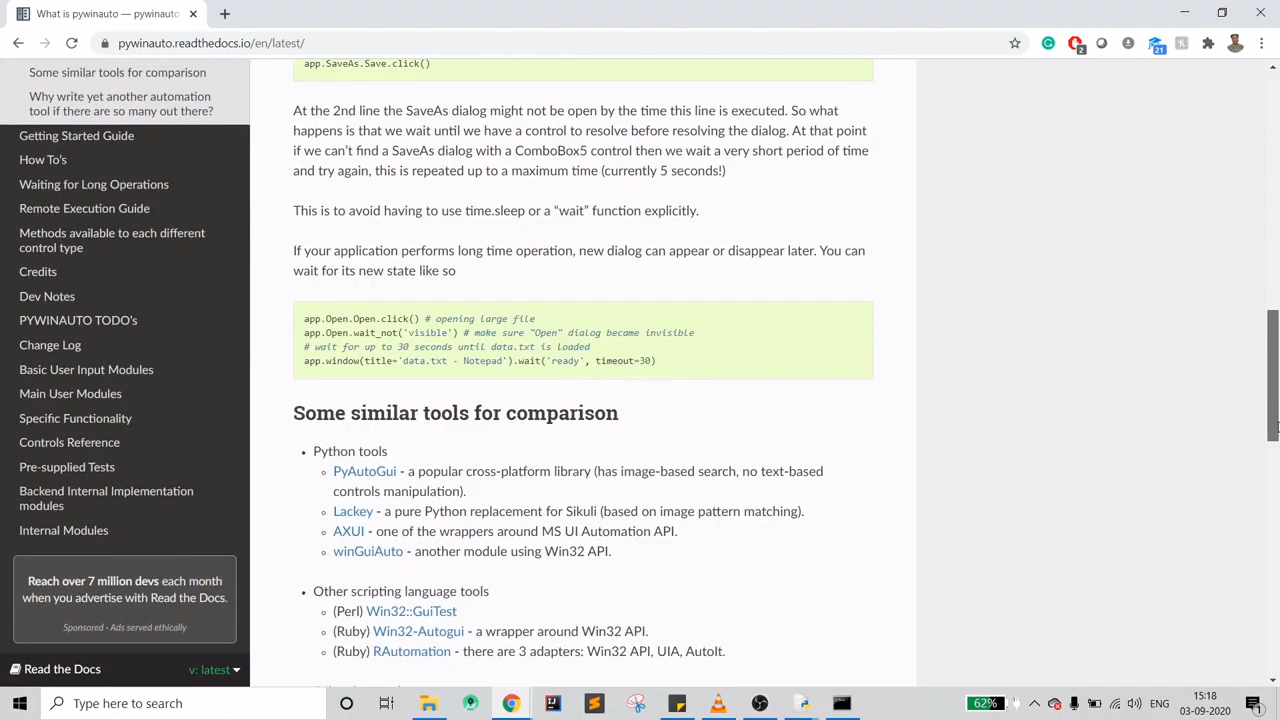 What is pywinauto — pywinauto
pywinauto.readthedocs.io/en/latest/
2
21
Some similar tools for comparison
Why write yet another automation
tool if there are so many out there?
Getting Started Guide
How To's
Waiting for Long Operations
Remote Execution Guide
Methods available to each different
control type
Credits
Dev Notes
PYWINAUTO TODO's
Change Log
Basic User Input Modules
Main User Modules
Specific Functionality
Controls Reference
Pre-supplied Tests
Backend Internal Implementation
modules
Internal Modules
Reach over 7 million devs each month
when you advertise with Read the Docs.
Sponsored · Ads served ethically
Read the Docs
v: latest
app.SaveAs.Save.click()
At the 2nd line the SaveAs dialog might not be open by the time this line is executed. So what
happens is that we wait until we have a control to resolve before resolving the dialog. At that point
if we can't find a SaveAs dialog with a ComboBox5 control then we wait a very short period of time
and try again, this is repeated up to a maximum time (currently 5 seconds!)
This is to avoid having to use time.sleep or a “wait” function explicitly.
If your application performs long time operation, new dialog can appear or disappear later. You can
wait for its new state like so
app.Open.Open.click() # opening large file
app.Open.wait_not('visible') # make sure "Open" dialog became invisible
# wait for up to 30 seconds until data.txt is loaded
app.window(title='data.txt - Notepad').wait('ready', timeout=30)
Some similar tools for comparison
Python tools
PyAutoGui - a popular cross-platform library (has image-based search, no text-based
controls manipulation).
Lackey - a pure Python replacement for Sikuli (based on image pattern matching).
AXUI - one of the wrappers around MS UI Automation API.
winGuiAuto - another module using Win32 API.
Other scripting language tools
(Perl) Win32::GuiTest
(Ruby) Win32-Autogui - a wrapper around Win32 API.
(Ruby) RAutomation - there are 3 adapters: Win32 API, UIA, AutoIt.
Type here to search
62%
ENG
15:18
03-09-2020
1